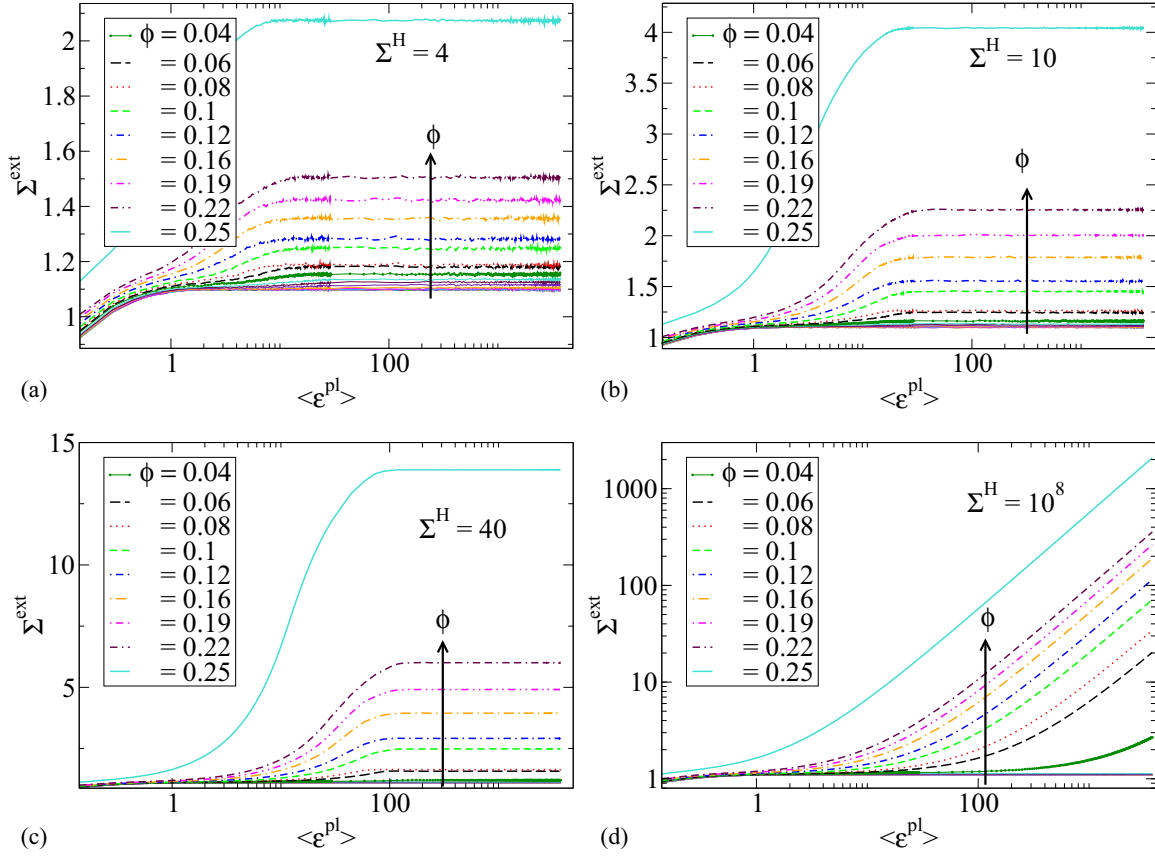 2
1.8
1.6
1.4
1.2
1
Σ^ext
ϕ = 0.04
= 0.06
= 0.08
= 0.1
= 0.12
= 0.16
= 0.19
= 0.22
= 0.25
Σ^H = 4
ϕ
1 100
<ε^pl>
(a)
4
3.5
3
2.5
2
1.5
1
Σ^ext
ϕ = 0.04
= 0.06
= 0.08
= 0.1
= 0.12
= 0.16
= 0.19
= 0.22
= 0.25
Σ^H = 10
ϕ
1 100
<ε^pl>
(b)
15
10
5
Σ^ext
ϕ = 0.04
= 0.06
= 0.08
= 0.1
= 0.12
= 0.16
= 0.19
= 0.22
= 0.25
Σ^H = 40
ϕ
1 100
<ε^pl>
(c)
1000
100
10
1
Σ^ext
ϕ = 0.04
= 0.06
= 0.08
= 0.1
= 0.12
= 0.16
= 0.19
= 0.22
= 0.25
Σ^H = 10^8
ϕ
1 100
<ε^pl>
(d)